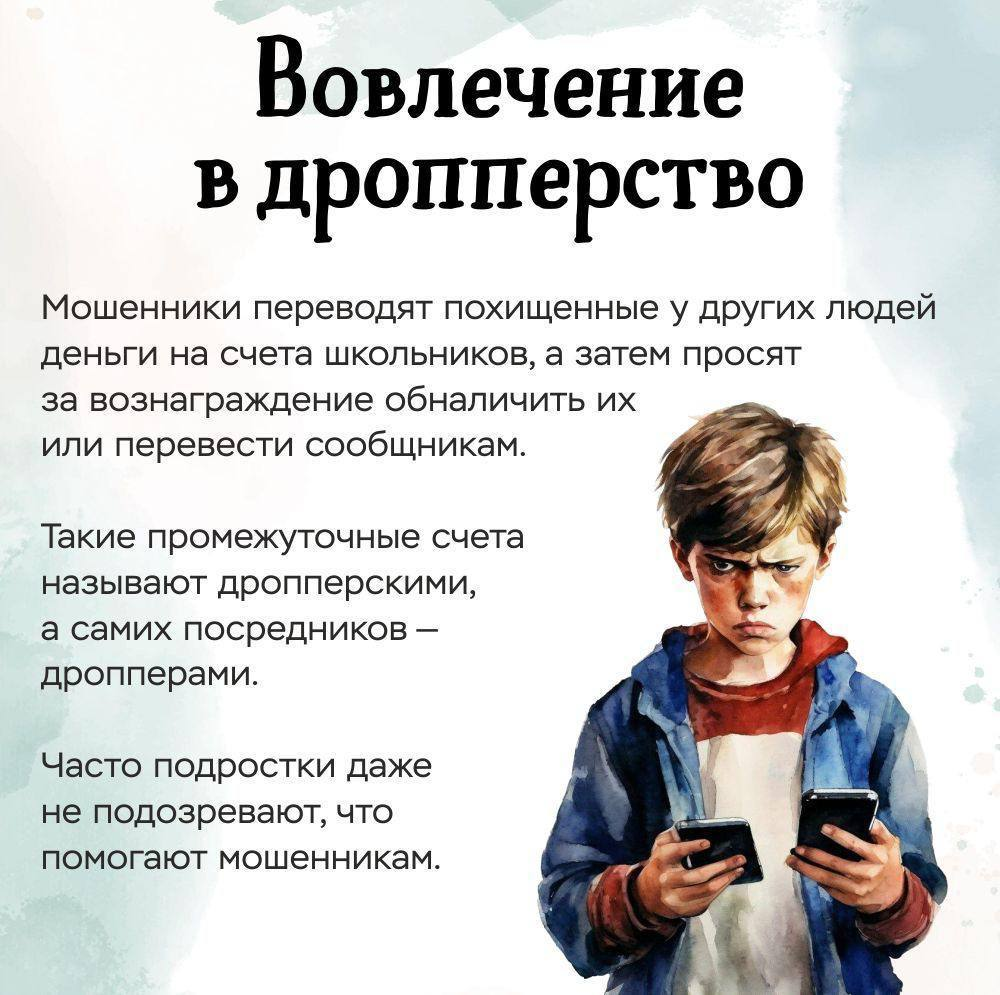 Вовлечение
в дропперство
Мошенники переводят похищенные у других людей
деньги на счета школьников, а затем просят
за вознаграждение обналичить их
или перевести сообщникам.
Такие промежуточные счета
называют дропперскими,
а самих посредников –
дропперами.
Часто подростки даже
не подозревают, что
помогают мошенникам.